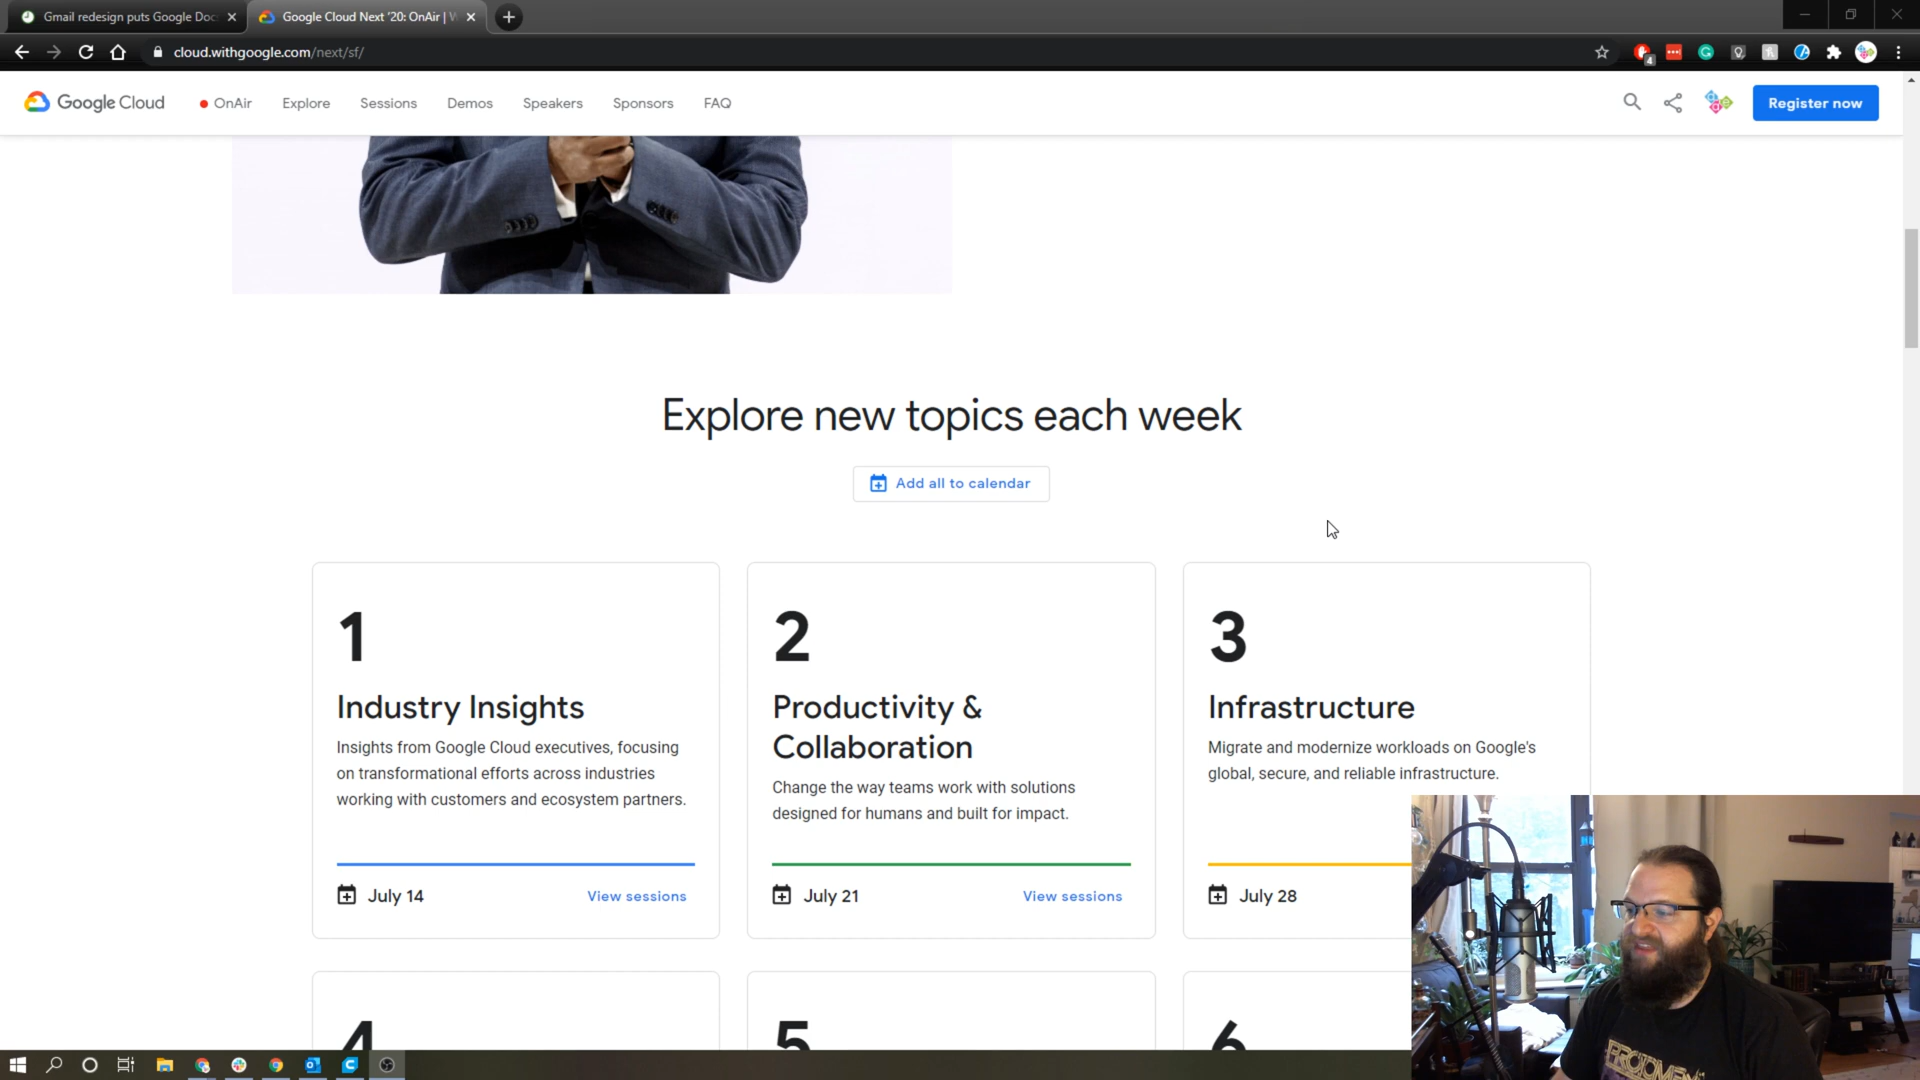 Gmail redesign puts Google Doc
Google Cloud Next '20: OnAir |
cloud.withgoogle.com/next/sf/
Google Cloud
OnAir
Explore
Sessions
Demos
Speakers
Sponsors
FAQ
Register now
Explore new topics each week
Add all to calendar
1
Industry Insights
Insights from Google Cloud executives, focusing
on transformational efforts across industries
working with customers and ecosystem partners.
July 14
View sessions
2
Productivity &
Collaboration
Change the way teams work with solutions
designed for humans and built for impact.
July 21
View sessions
3
Infrastructure
Migrate and modernize workloads on Google's
global, secure, and reliable infrastructure.
July 28
4
5
6